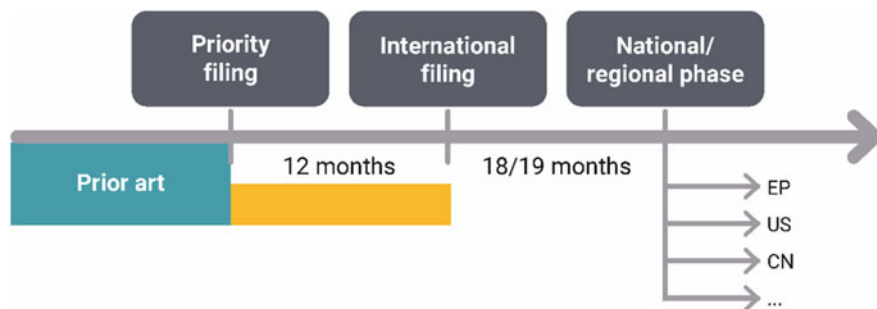 Priority
filing
International
filing
National/
regional phase
12 months
18/19 months
Prior art
EP
US
CN
...